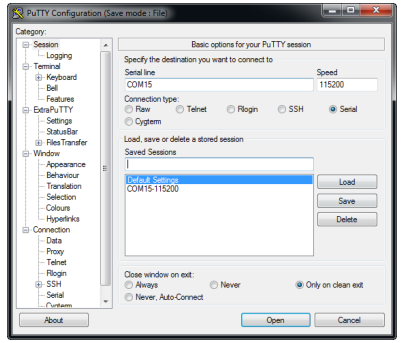 PuTTY Configuration (Save mode : File)
Category:
Session
Logging
Terminal
Keyboard
Bell
Features
ExtraPuTTY
Settings
StatusBar
FilesTransfer
Window
Appearance
Behaviour
Translation
Selection
Colours
Hyperlinks
Connection
Data
Proxy
Telnet
Rlogin
SSH
Serial
Cygterm
Basic options for your PuTTY session
Specify the destination you want to connect to
Serial line Speed
COM15 115200
Connection type:
Raw Telnet Rlogin SSH Serial
Cygterm
Load, save or delete a stored session
Saved Sessions
Default Settings
COM15-115200
Load
Save
Delete
Close window on exit:
Always Never Only on clean exit
Never, Auto-Connect
About Open Cancel